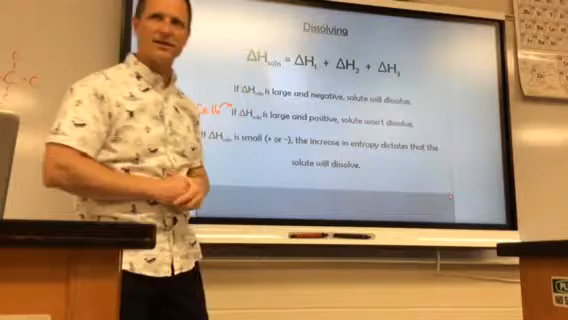 Dissolving
ΔHsoln = ΔH1 + ΔH2 + ΔH3
If ΔHsoln is large and negative, solute will dissolve.
If ΔHsoln is large and positive, solute won't dissolve.
If ΔHsoln is small (+ or -), the increase in entropy dictates that the
solute will dissolve.